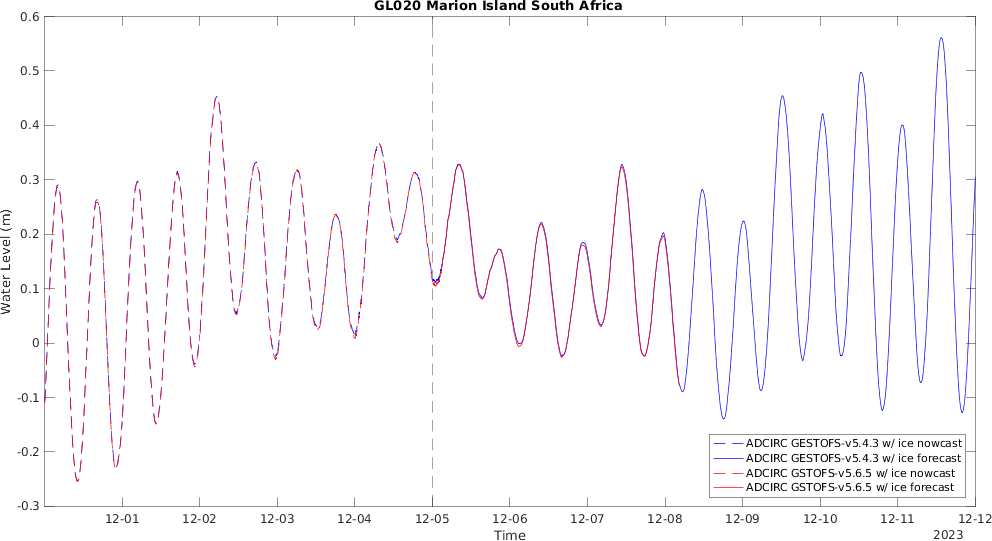 GL020 Marion Island South Africa
0.6
0.5
0.4
0.3
0.2
0.1
0
-0.1
-0.2
-0.3
Water Level (m)
12-01 12-02 12-03 12-04 12-05 12-06 12-07 12-08 12-09 12-10 12-11 12-12
Time
2023
ADCIRC GESTOFS-v5.4.3 w/ ice nowcast
ADCIRC GESTOFS-v5.4.3 w/ ice forecast
ADCIRC GSTOFS-v5.6.5 w/ ice nowcast
ADCIRC GSTOFS-v5.6.5 w/ ice forecast